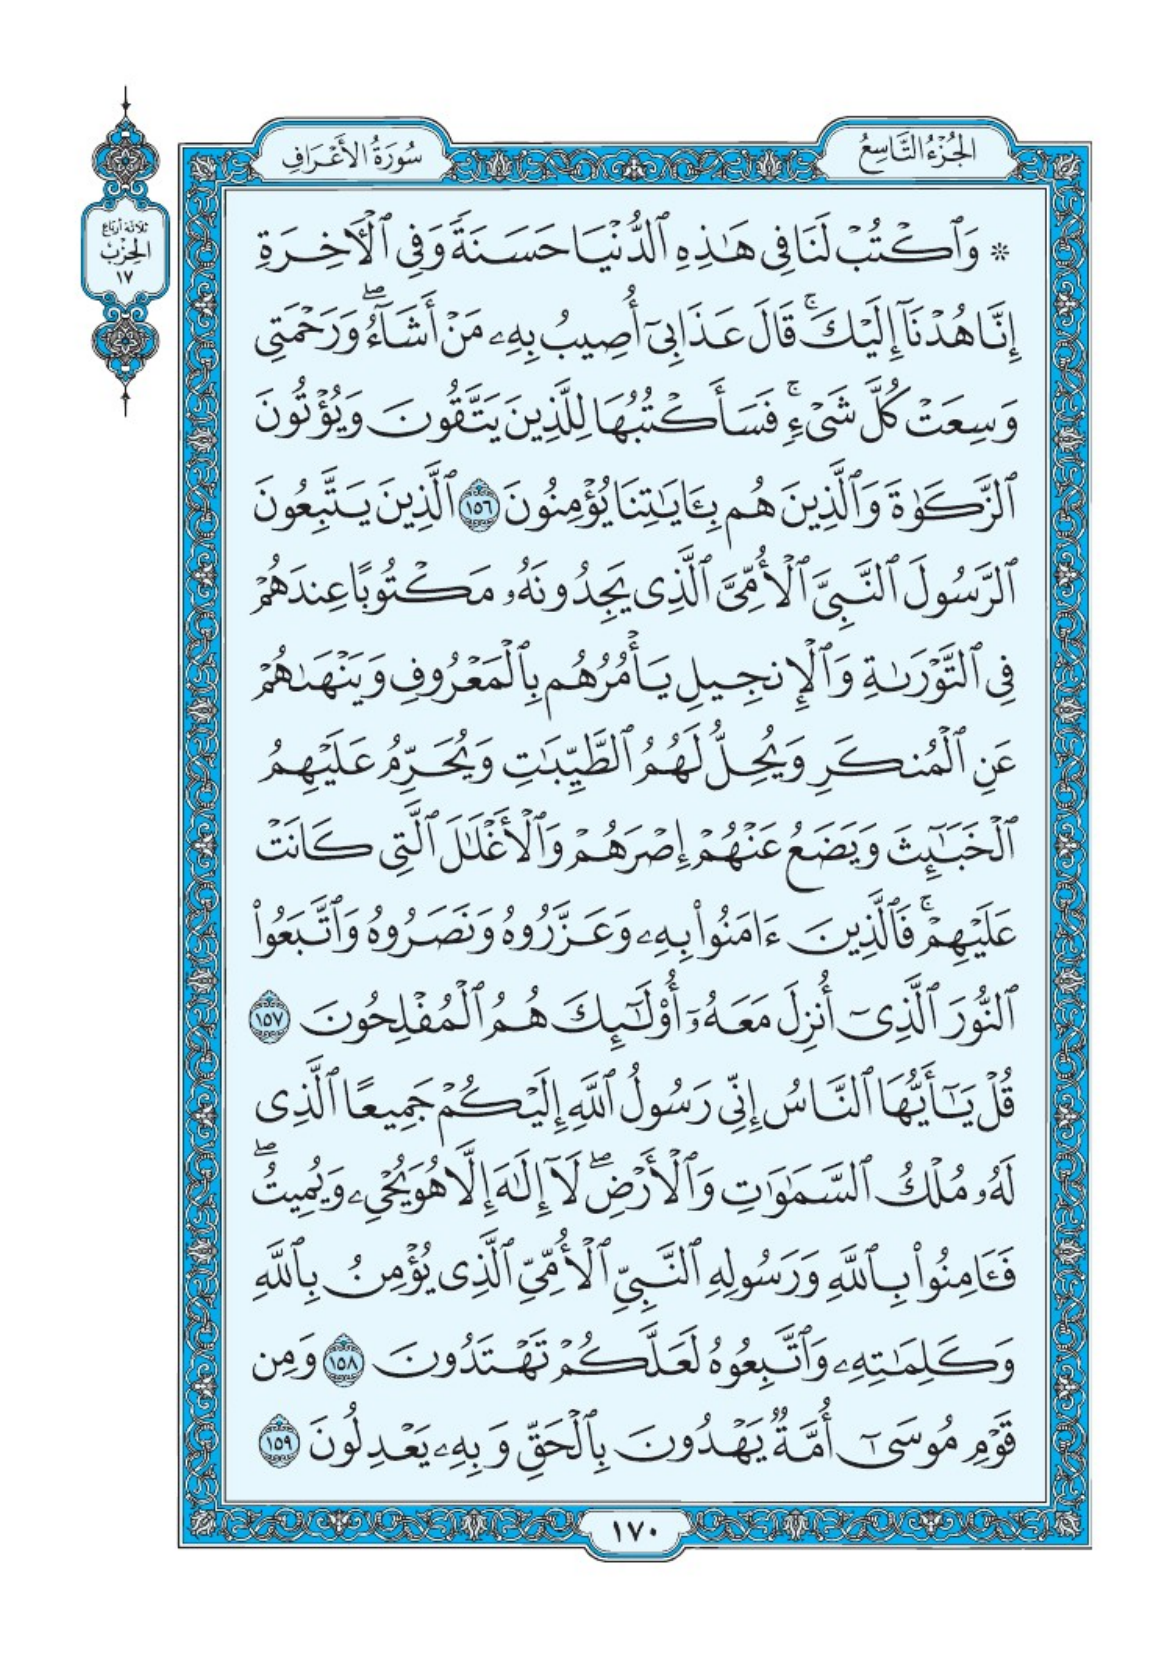 الجُزْءُ التَّاسِعُ
سُورَةُ الأَعْرَافِ
ثلاثة أرباع
الحِزْبُ
١٧
* وَٱكۡتُبۡ لَنَا فِي هَٰذِهِ ٱلدُّنۡيَا حَسَنَةٗ وَفِي ٱلۡأٓخِرَةِ
إِنَّا هُدۡنَآ إِلَيۡكَۚ قَالَ عَذَابِيٓ أُصِيبُ بِهِۦ مَنۡ أَشَآءُۖ وَرَحۡمَتِي
وَسِعَتۡ كُلَّ شَيۡءٖۚ فَسَأَكۡتُبُهَا لِلَّذِينَ يَتَّقُونَ وَيُؤۡتُونَ
ٱلزَّكَوٰةَ وَٱلَّذِينَ هُم بِـَٔايَٰتِنَا يُؤۡمِنُونَ ١٥٦ ٱلَّذِينَ يَتَّبِعُونَ
ٱلرَّسُولَ ٱلنَّبِيَّ ٱلۡأُمِّيَّ ٱلَّذِي يَجِدُونَهُۥ مَكۡتُوبًا عِندَهُمۡ
فِي ٱلتَّوۡرَىٰةِ وَٱلۡإِنجِيلِ يَأۡمُرُهُم بِٱلۡمَعۡرُوفِ وَيَنۡهَىٰهُمۡ
عَنِ ٱلۡمُنكَرِ وَيُحِلُّ لَهُمُ ٱلطَّيِّبَٰتِ وَيُحَرِّمُ عَلَيۡهِمُ
ٱلۡخَبَٰٓئِثَ وَيَضَعُ عَنۡهُمۡ إِصۡرَهُمۡ وَٱلۡأَغۡلَٰلَ ٱلَّتِي كَانَتۡ
عَلَيۡهِمۡۚ فَٱلَّذِينَ ءَامَنُواْ بِهِۦ وَعَزَّرُوهُ وَنَصَرُوهُ وَٱتَّبَعُواْ
ٱلنُّورَ ٱلَّذِيٓ أُنزِلَ مَعَهُۥٓ أُوْلَٰٓئِكَ هُمُ ٱلۡمُفۡلِحُونَ ١٥٧
قُلۡ يَٰٓأَيُّهَا ٱلنَّاسُ إِنِّي رَسُولُ ٱللَّهِ إِلَيۡكُمۡ جَمِيعًا ٱلَّذِي
لَهُۥ مُلۡكُ ٱلسَّمَٰوَٰتِ وَٱلۡأَرۡضِۖ لَآ إِلَٰهَ إِلَّا هُوَ يُحۡيِۦ وَيُمِيتُۖ
فَـَٔامِنُواْ بِٱللَّهِ وَرَسُولِهِ ٱلنَّبِيِّ ٱلۡأُمِّيِّ ٱلَّذِي يُؤۡمِنُ بِٱللَّهِ
وَكَلِمَٰتِهِۦ وَٱتَّبِعُوهُ لَعَلَّكُمۡ تَهۡتَدُونَ ١٥٨ وَمِن
قَوۡمِ مُوسَىٰٓ أُمَّةٞ يَهۡدُونَ بِٱلۡحَقِّ وَبِهِۦ يَعۡدِلُونَ ١٥٩
١٧٠